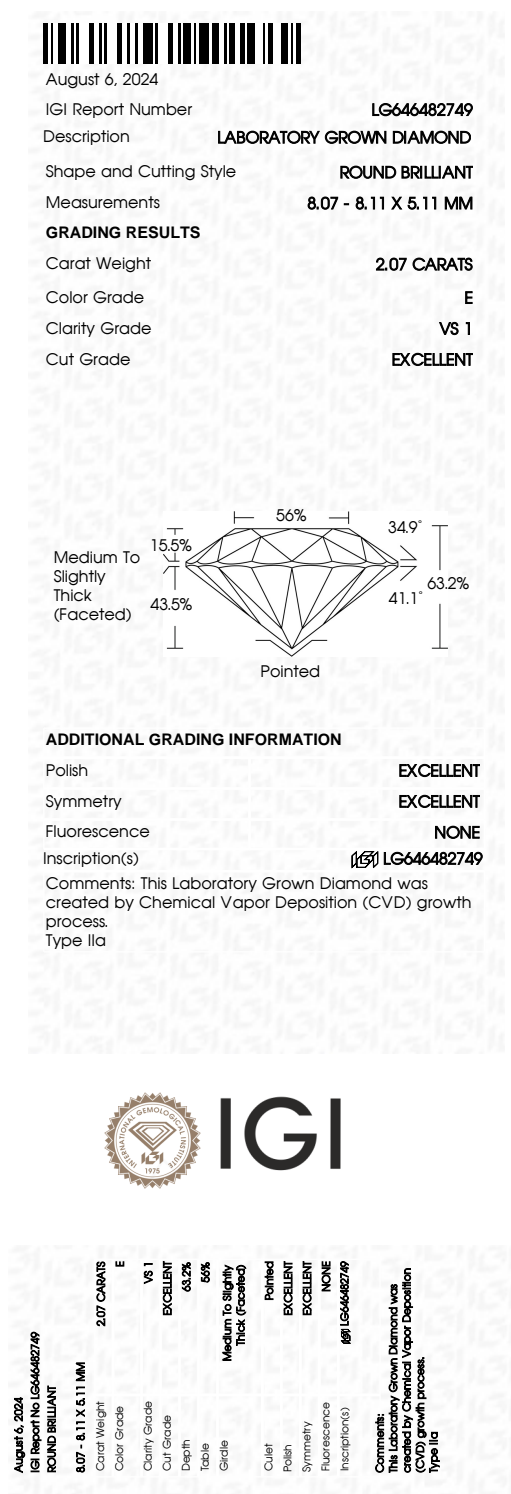 August 6, 2024
IGI Report Number LG646482749
Description LABORATORY GROWN DIAMOND
Shape and Cutting Style ROUND BRILLIANT
Measurements 8.07 - 8.11 X 5.11 MM
GRADING RESULTS
Carat Weight 2.07 CARATS
Color Grade E
Clarity Grade VS 1
Cut Grade EXCELLENT
56%
34.9°
15.5%
Medium To
Slightly
Thick
(Faceted)
43.5%
41.1°
63.2%
Pointed
ADDITIONAL GRADING INFORMATION
Polish EXCELLENT
Symmetry EXCELLENT
Fluorescence NONE
Inscription(s) IGI LG646482749
Comments: This Laboratory Grown Diamond was
created by Chemical Vapor Deposition (CVD) growth
process.
Type IIa
INTERNATIONAL GEMOLOGICAL INSTITUTE
IGI
1975
IGI
August 6, 2024
IGI Report No LG646482749
ROUND BRILLIANT
8.07 - 8.11 X 5.11 MM
Carat Weight 2.07 CARATS
Color Grade E
Clarity Grade VS 1
Cut Grade EXCELLENT
Depth 63.2%
Table 56%
Girdle Medium To Slightly
Thick (Faceted)
Culet Pointed
Polish EXCELLENT
Symmetry EXCELLENT
Fluorescence NONE
Inscription(s) IGI LG646482749
Comments:
This Laboratory Grown Diamond was
created by Chemical Vapor Deposition
(CVD) growth process.
Type IIa